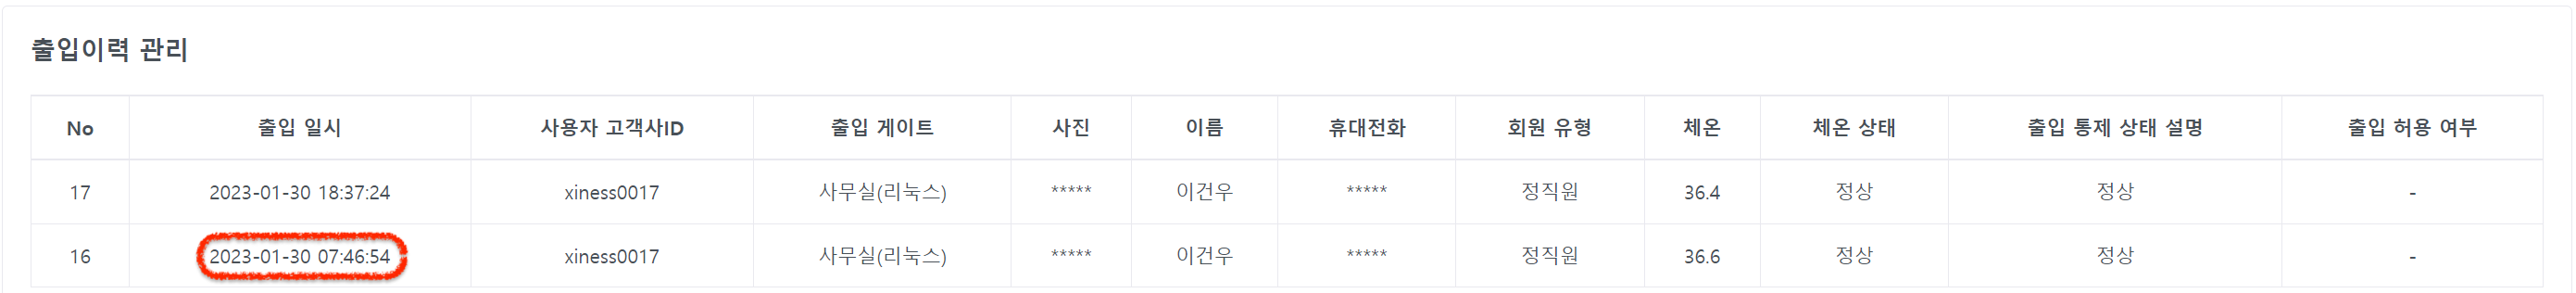 출입이력 관리
No 출입 일시 사용자 고객사ID 출입 게이트 사진 이름 휴대전화 회원 유형 체온 체온 상태 출입 통제 상태 설명 출입 허용 여부
17 2023-01-30 18:37:24 xiness0017 사무실(리눅스) ***** 이건우 ***** 정직원 36.4 정상 정상 -
16 2023-01-30 07:46:54 xiness0017 사무실(리눅스) ***** 이건우 ***** 정직원 36.6 정상 정상 -